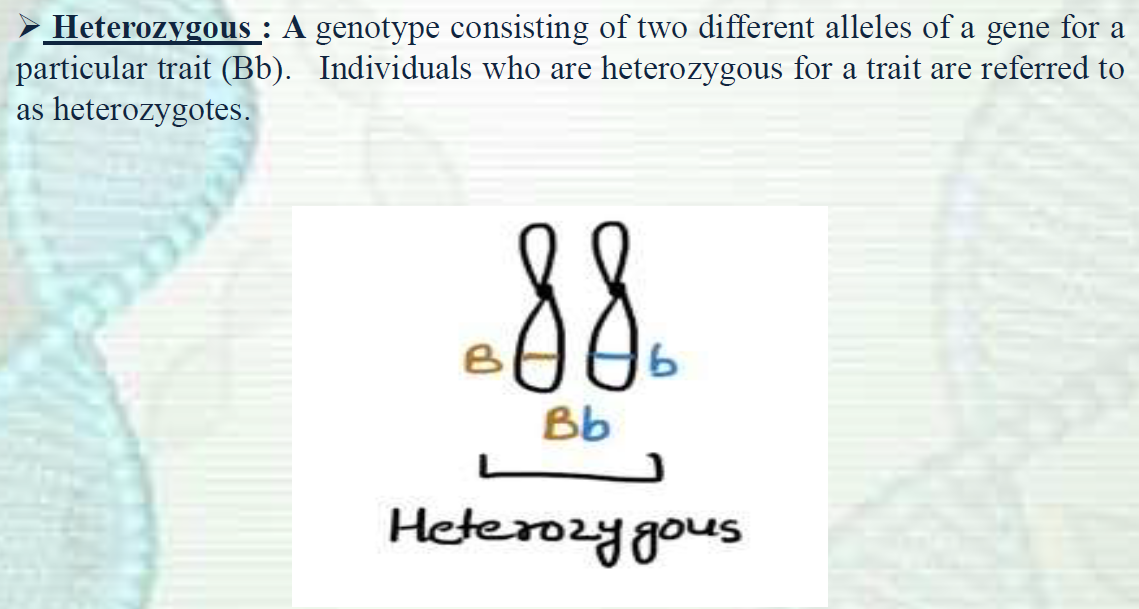 ➢ Heterozygous : A genotype consisting of two different alleles of a gene for a
particular trait (Bb). Individuals who are heterozygous for a trait are referred to
as heterozygotes.
B b
Bb
Heterozygous